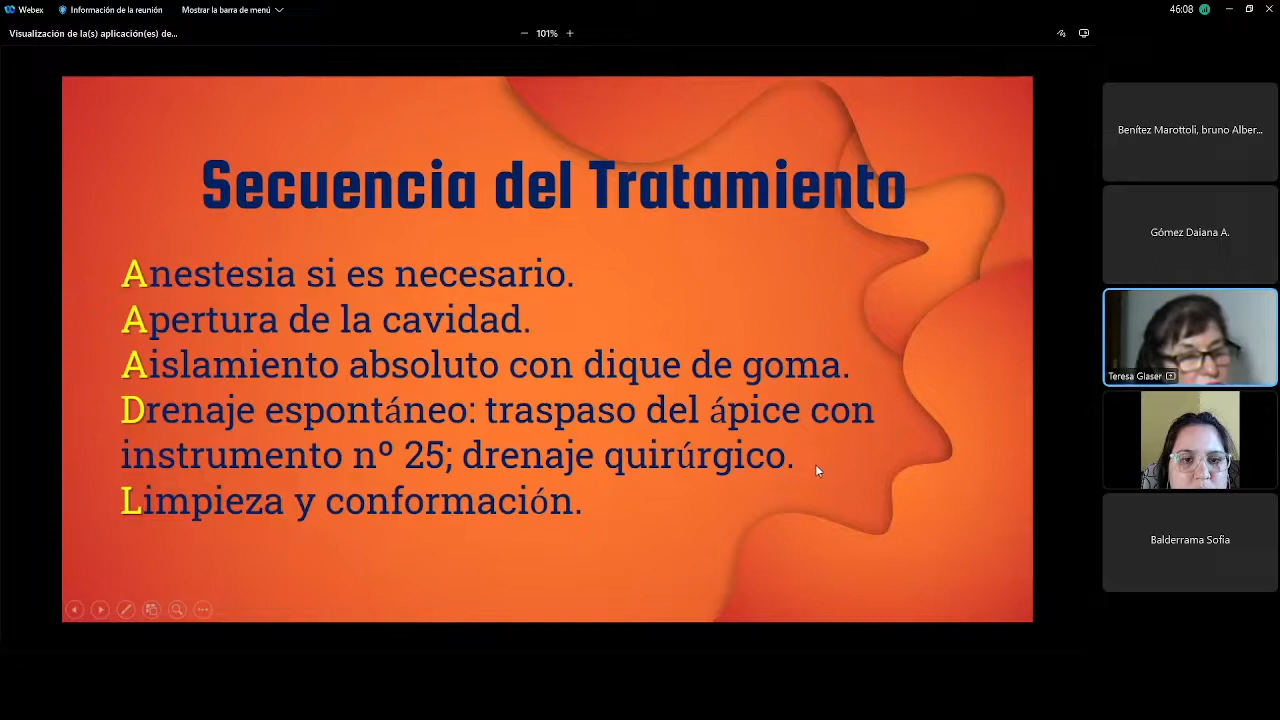 Webex
Información de la reunión
Mostrar la barra de menú
46:08
Visualización de la(s) aplicación(es) de...
101%
Secuencia del Tratamiento
Anestesia si es necesario.
Apertura de la cavidad.
Aislamiento absoluto con dique de goma.
Drenaje espontáneo: traspaso del ápice con
instrumento nº 25; drenaje quirúrgico.
Limpieza y conformación.
Benítez Marottoli, bruno Alber...
Gómez Daiana A.
Teresa Glaser
Balderrama Sofia